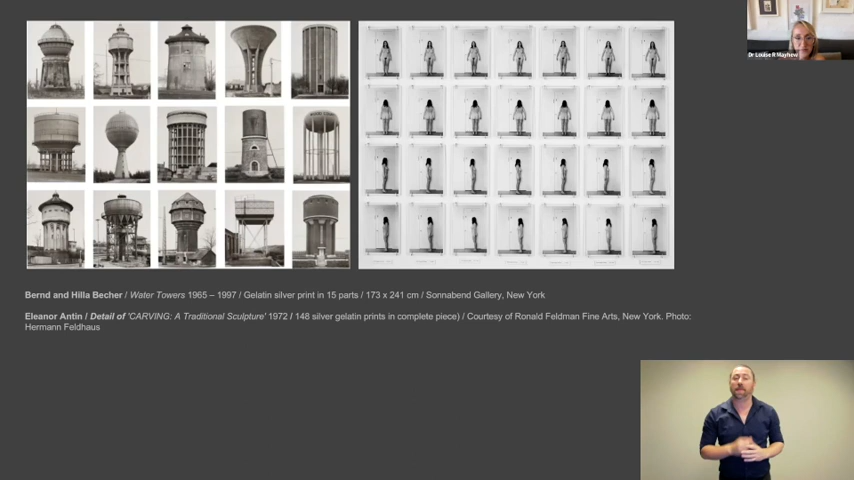 Dr Louise R Mayhew
Bernd and Hilla Becher / Water Towers 1965 – 1997 / Gelatin silver print in 15 parts / 173 x 241 cm / Sonnabend Gallery, New York
Eleanor Antin / Detail of 'CARVING: A Traditional Sculpture' 1972 / 148 silver gelatin prints in complete piece) / Courtesy of Ronald Feldman Fine Arts, New York. Photo:
Hermann Feldhaus